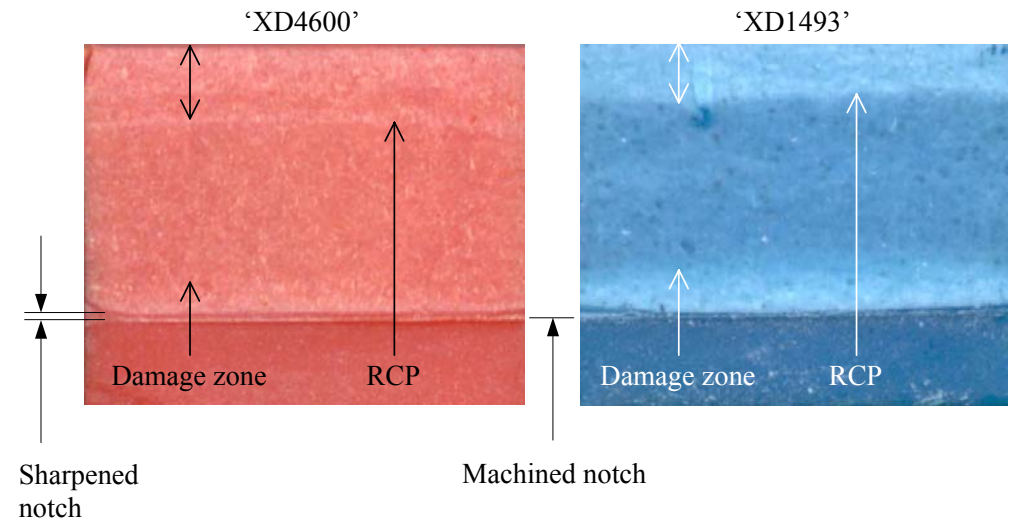 ‘XD4600’
‘XD1493’
Damage zone
RCP
Damage zone
RCP
Sharpened
notch
Machined notch